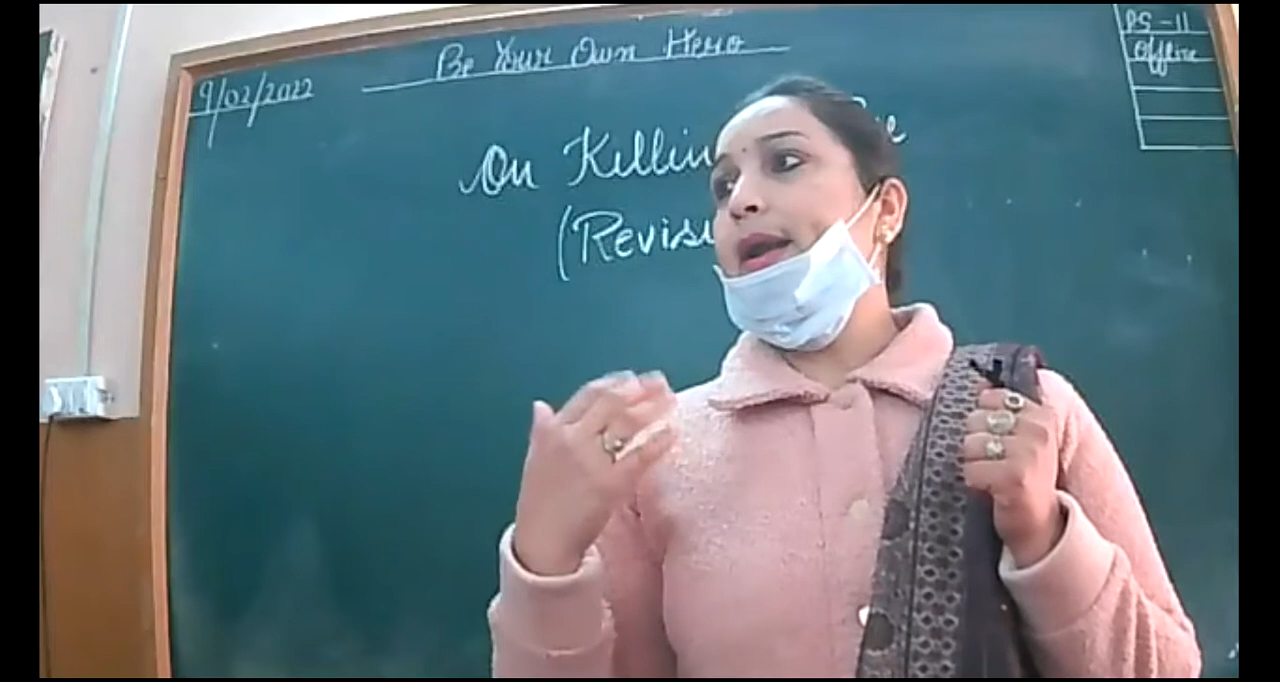 Be Your Own Hero
9/02/2022
PS-11
Offline
On Killin
(Revisi